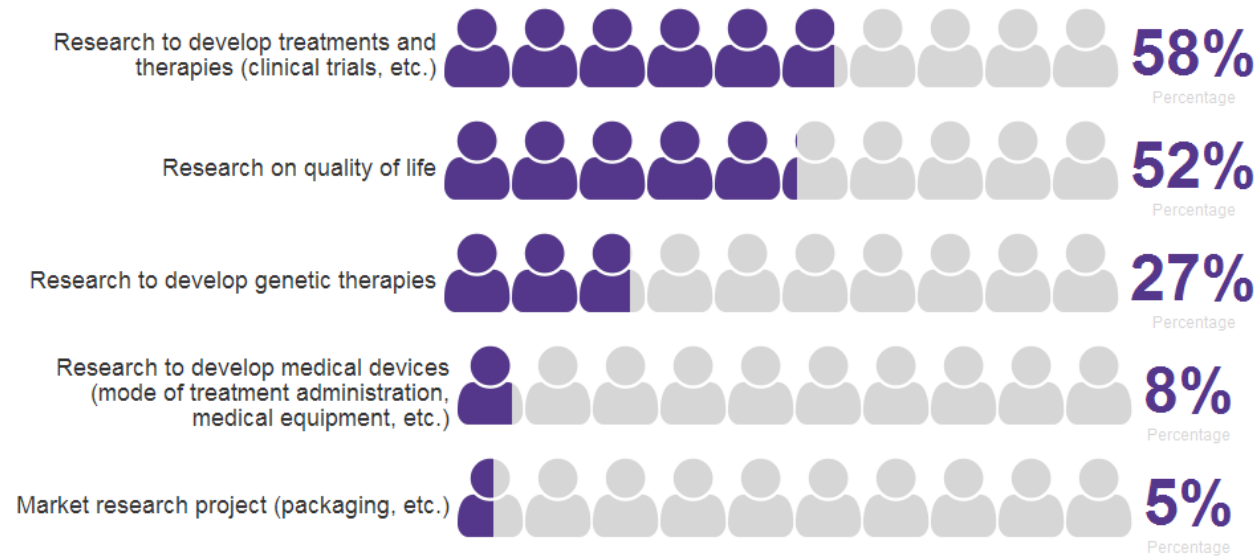 Research to develop treatments and
therapies (clinical trials, etc.)
58%
Percentage
Research on quality of life
52%
Percentage
Research to develop genetic therapies
27%
Percentage
Research to develop medical devices
(mode of treatment administration,
medical equipment, etc.)
8%
Percentage
Market research project (packaging, etc.)
5%
Percentage